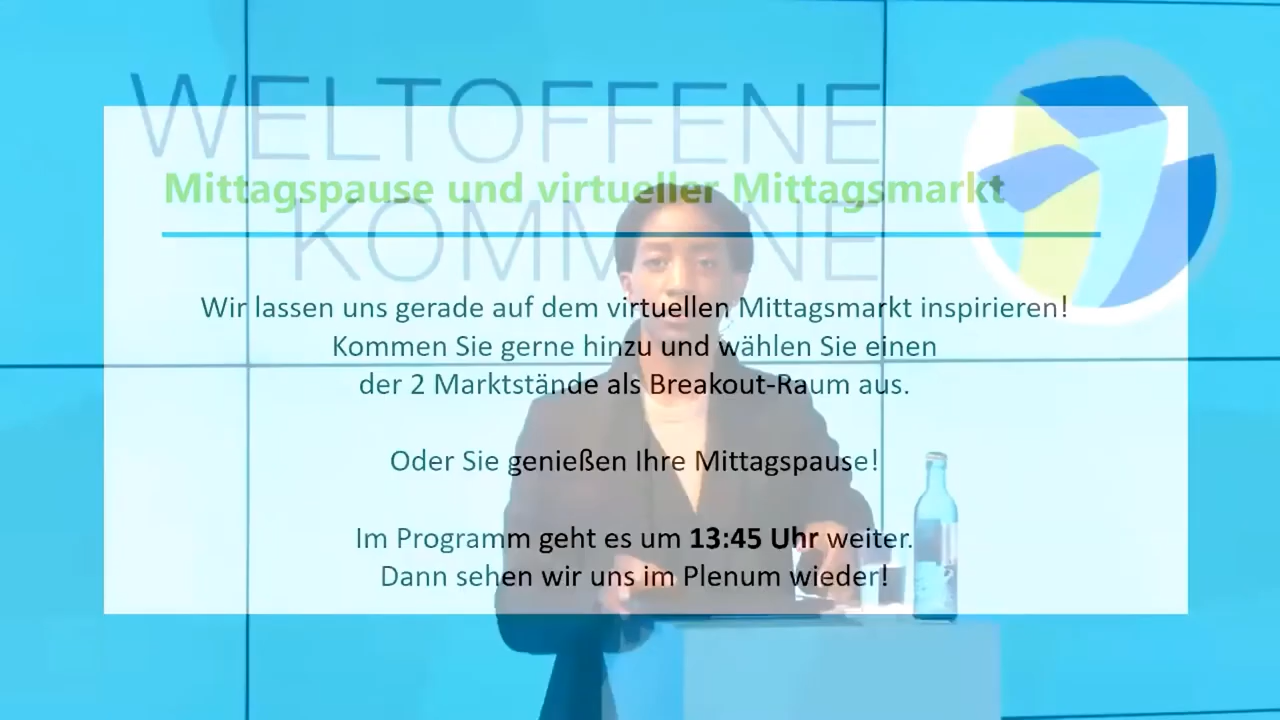 WELTOFFENE
KOMMUNE
Mittagspause und virtueller Mittagsmarkt
Wir lassen uns gerade auf dem virtuellen Mittagsmarkt inspirieren!
Kommen Sie gerne hinzu und wählen Sie einen
der 2 Marktstände als Breakout-Raum aus.
Oder Sie genießen Ihre Mittagspause!
Im Programm geht es um 13:45 Uhr weiter.
Dann sehen wir uns im Plenum wieder!